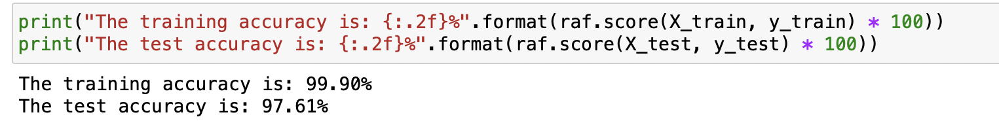 print("The training accuracy is: {:.2f}%".format(raf.score(X_train, y_train) * 100))
print("The test accuracy is: {:.2f}%".format(raf.score(X_test, y_test) * 100))
The training accuracy is: 99.90%
The test accuracy is: 97.61%